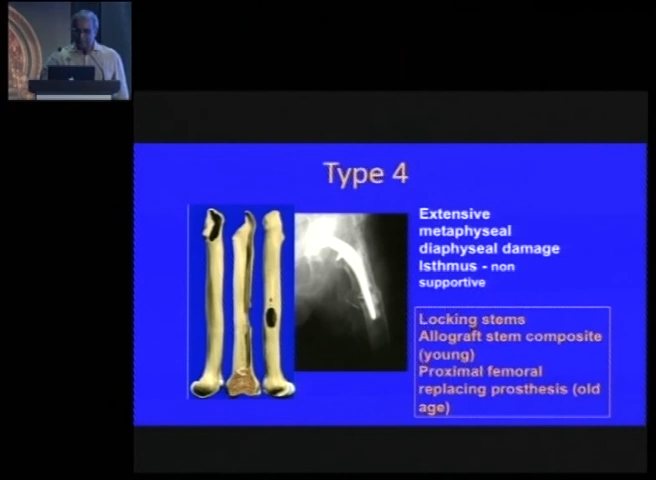 Type 4
Extensive
metaphyseal
diaphyseal damage
Isthmus - non
supportive
Locking stems
Allograft stem composite
(young)
Proximal femoral
replacing prosthesis (old
age)